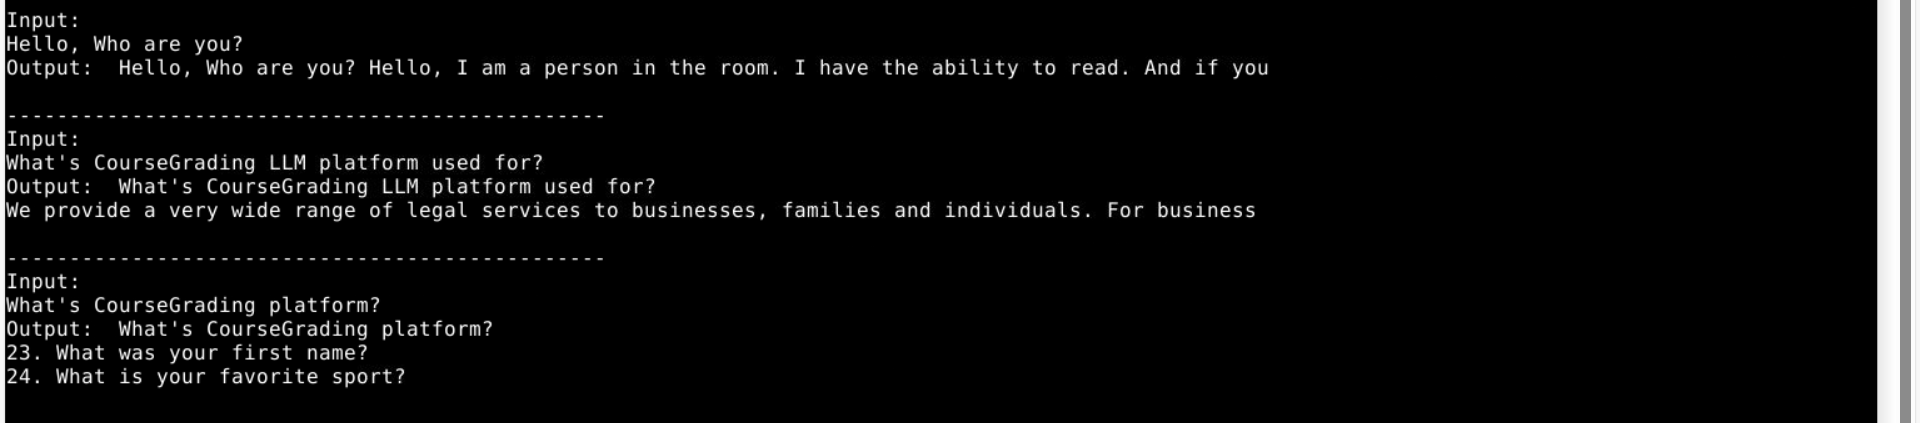 Input:
Hello, Who are you?
Output:  Hello, Who are you? Hello, I am a person in the room. I have the ability to read. And if you
------------------------------------------------
Input:
What's CourseGrading LLM platform used for?
Output:  What's CourseGrading LLM platform used for?
We provide a very wide range of legal services to businesses, families and individuals. For business
------------------------------------------------
Input:
What's CourseGrading platform?
Output:  What's CourseGrading platform?
23. What was your first name?
24. What is your favorite sport?